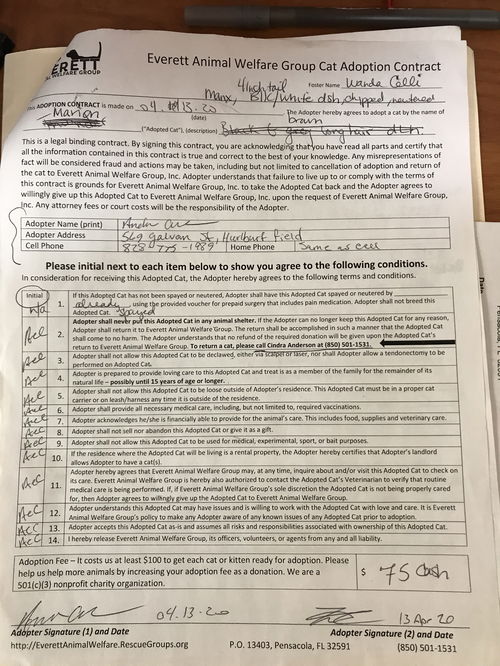 EVERETT
ANIMAL WELFARE GROUP
Everett Animal Welfare Group Cat Adoption Contract
4 inch tail
Foster Name Wanda
Manx, Blk/white dsh, chipped, neutered
This ADOPTION CONTRACT is made on 04. 13-20
The Adopter hereby agrees to adopt a cat by the name of
(date)
("Adopted Cat"), (description) Black long hair dlh.
This is a legal binding contract. By signing this contract, you are acknowledging that you have read all parts and certify that
all the information contained in this contract is true and correct to the best of your knowledge. Any misrepresentations of
fact will be considered fraud and actions may be taken, including but not limited to cancellation of adoption and return of
the cat to Everett Animal Welfare Group, Inc. Adopter understands that failure to live up to or comply with the terms of
this contract is grounds for Everett Animal Welfare Group, Inc. to take the Adopted Cat back and the Adopter agrees to
willingly give up this Adopted Cat to Everett Animal Welfare Group, Inc. upon the request of Everett Animal Welfare Group,
Inc. Any attorney fees or court costs will be the responsibility of the Adopter.
Adopter Name (print)
Adopter Address 569 Galvan St, Hurlburt Field
Cell Phone 828 775-1989 Home Phone Same as cell
Please initial next to each item below to show you agree to the following conditions.
In consideration for receiving this Adopted Cat, the Adopter hereby agrees to the following terms and conditions.
Initial
N/a 1. If this Adopted Cat has not been spayed or neutered, Adopter shall have this Adopted Cat spayed or neutered by
already using the provided voucher for prepaid surgery that includes pain medication. Adopter shall not breed this
Adopted Cat. Spayed
AeC 2. Adopter shall never put this Adopted Cat in any animal shelter. If the Adopter can no longer keep this Adopted Cat for any reason,
Adopter shall return it to Everett Animal Welfare Group. The return shall be accomplished in such a manner that the Adopted Cat
shall come to no harm. The Adopter understands that no refund of the required donation will be given upon the Adopted Cat's
return to Everett Animal Welfare Group. To return a cat, please call Cindra Anderson at (850) 501-1531.
AeC 3. Adopter shall not allow this Adopted Cat to be declawed, either via scalpel or laser, nor shall Adopter allow a tendonectomy to be
performed on Adopted Cat.
AeC 4. Adopter is prepared to provide loving care to this Adopted Cat and treat is as a member of the family for the remainder of its
natural life – possibly until 15 years of age or longer.
AeC 5. Adopter shall not allow this Adopted Cat to be loose outside of Adopter's residence. This Adopted Cat must be in a proper cat
carrier or on leash/harness any time it is outside of the residence.
AeC 6. Adopter shall provide all necessary medical care, including, but not limited to, required vaccinations.
AeC 7. Adopter acknowledges he/she is financially able to provide for the animal's care. This includes food, supplies and veterinary care.
AeC 8. Adopter shall not sell nor abandon this Adopted Cat or give it as a gift.
AeC 9. Adopter shall not allow this Adopted Cat to be used for medical, experimental, sport, or bait purposes.
AeC 10. If the residence where the Adopted Cat will be living is a rental property, the Adopter hereby certifies that Adopter's landlord
allows Adopter to have a cat(s).
AeC 11. Adopter hereby agrees that Everett Animal Welfare Group may, at any time, inquire about and/or visit this Adopted Cat to check on
its care. Everett Animal Welfare Group is hereby also authorized to contact the Adopted Cat's Veterinarian to verify that routine
medical care is being performed. If, if Everett Animal Welfare Group's sole discretion the Adopted Cat is not being properly cared
for, then Adopter agrees to willingly give up the Adopted Cat to Everett Animal Welfare Group.
AeC 12. Adopter understands this Adopted Cat may have issues and is willing to work with the Adopted Cat with love and care. It is Everett
Animal Welfare Group's policy to make any Adopter aware of any known issues of any Adopted Cat prior to adoption.
AeC 13. Adopter accepts this Adopted Cat as-is and assumes all risks and responsibilities associated with ownership of this Adopted Cat.
AeC 14. I hereby release Everett Animal Welfare Group, its officers, volunteers, or agents from any and all liability.
Adoption Fee – It costs us at least $100 to get each cat or kitten ready for adoption. Please
help us help more animals by increasing your adoption fee as a donation. We are a
501(c)(3) nonprofit charity organization.
$ 75 Cash
04.13-20
13 Apr 20
Adopter Signature (1) and Date
Adopter Signature (2) and Date
http://EverettAnimalWelfare.RescueGroups.org
P.O. 13403, Pensacola, FL 32591
(850) 501-1531